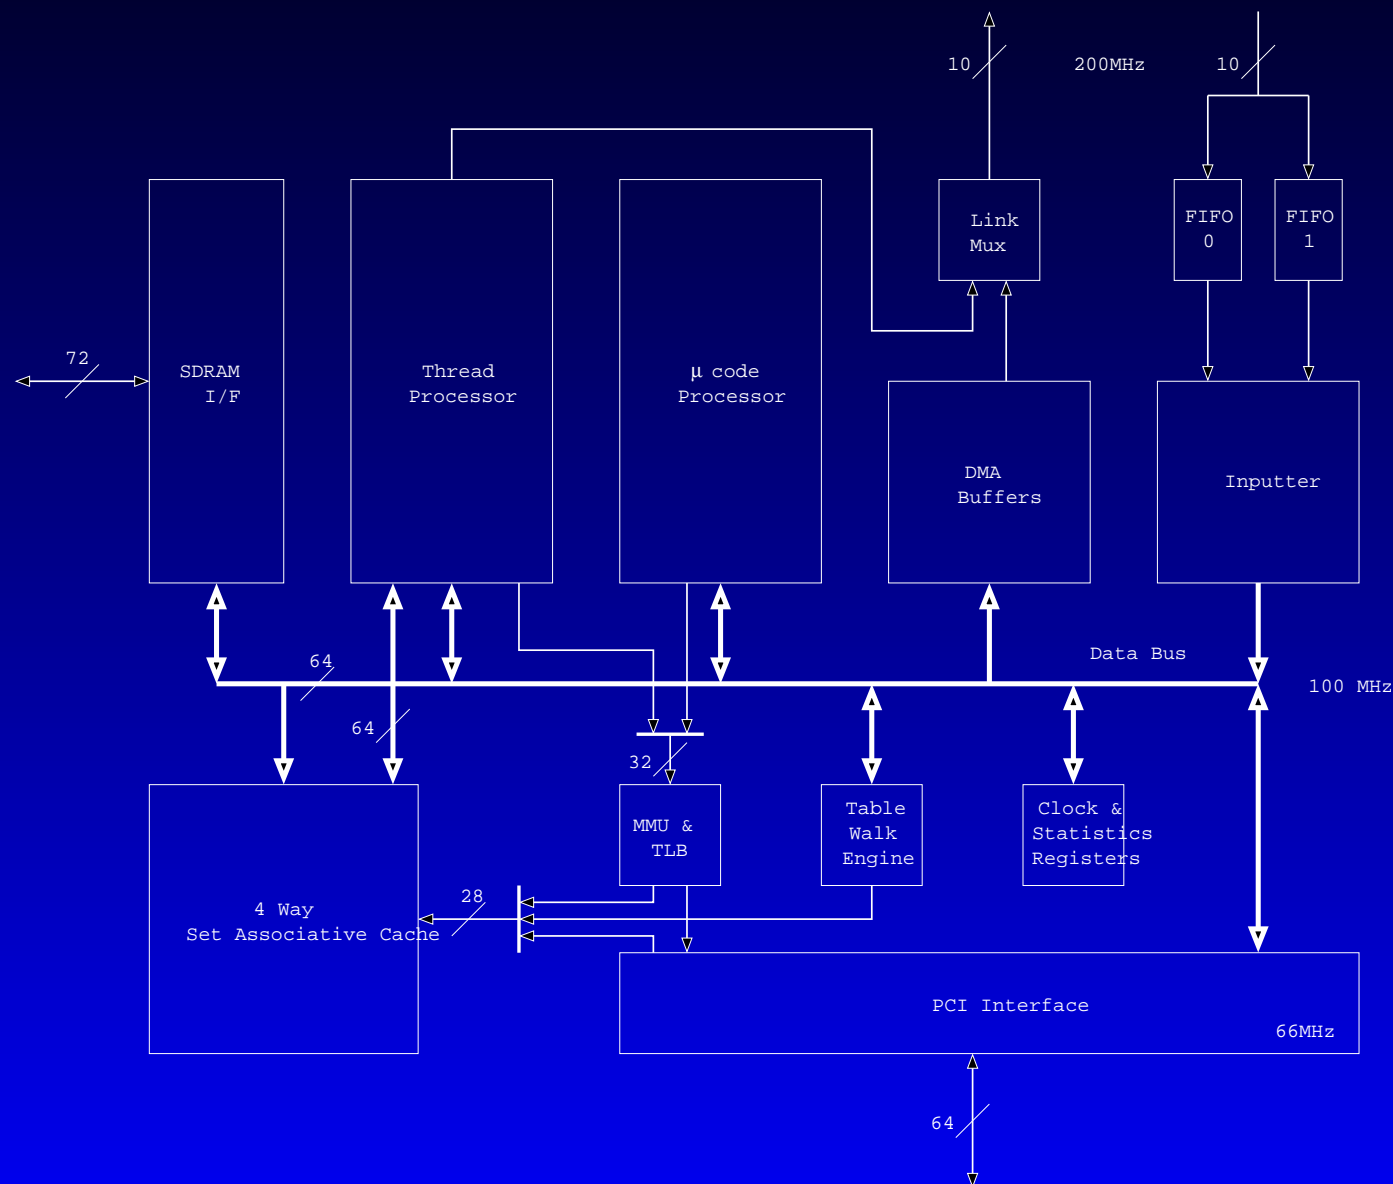 10
200MHz
10
Link
Mux
FIFO
0
FIFO
1
72
SDRAM
I/F
Thread
Processor
μ code
Processor
DMA
Buffers
Inputter
64
Data Bus
100 MHz
64
32
MMU &
TLB
Table
Walk
Engine
Clock &
Statistics
Registers
28
4 Way
Set Associative Cache
PCI Interface
66MHz
64